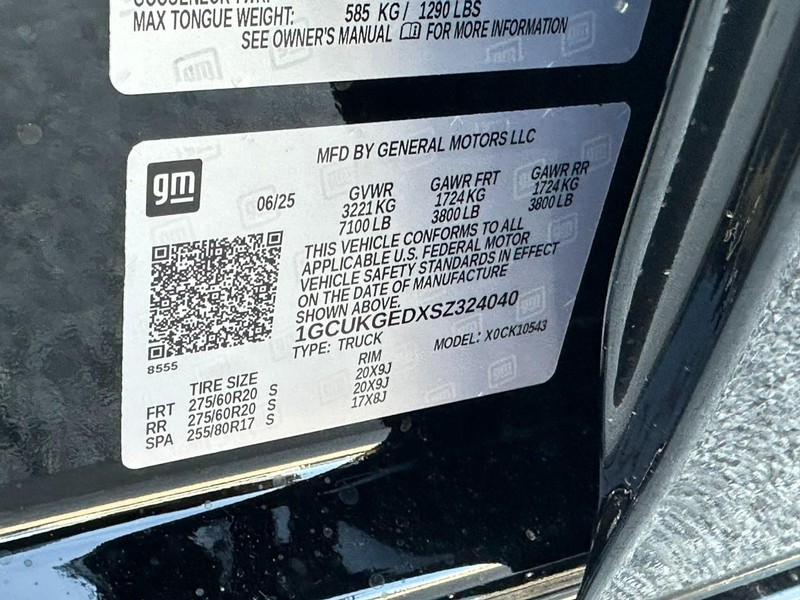 MAX TONGUE WEIGHT: 585 KG / 1290 LBS
SEE OWNER'S MANUAL FOR MORE INFORMATION
MFD BY GENERAL MOTORS LLC
gm
06/25
GVWR GAWR FRT GAWR RR
3221 KG 1724 KG 1724 KG
7100 LB 3800 LB 3800 LB
THIS VEHICLE CONFORMS TO ALL
APPLICABLE U.S. FEDERAL MOTOR
VEHICLE SAFETY STANDARDS IN EFFECT
ON THE DATE OF MANUFACTURE
SHOWN ABOVE.
1GCUKGEDXSZ324040
TYPE: TRUCK MODEL: X0CK10543
8555
TIRE SIZE RIM
FRT 275/60R20 S 20X9J
RR 275/60R20 S 20X9J
SPA 255/80R17 S 17X8J